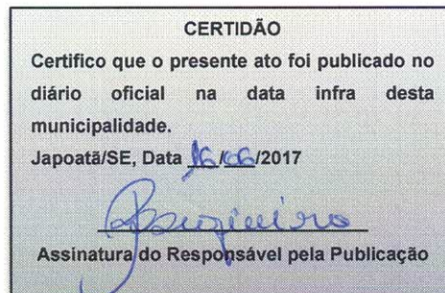 CERTIDÃO
Certifico que o presente ato foi publicado no
diário oficial na data infra desta
municipalidade.
Japoatã/SE, Data 16/06/2017
Assinatura do Responsável pela Publicação